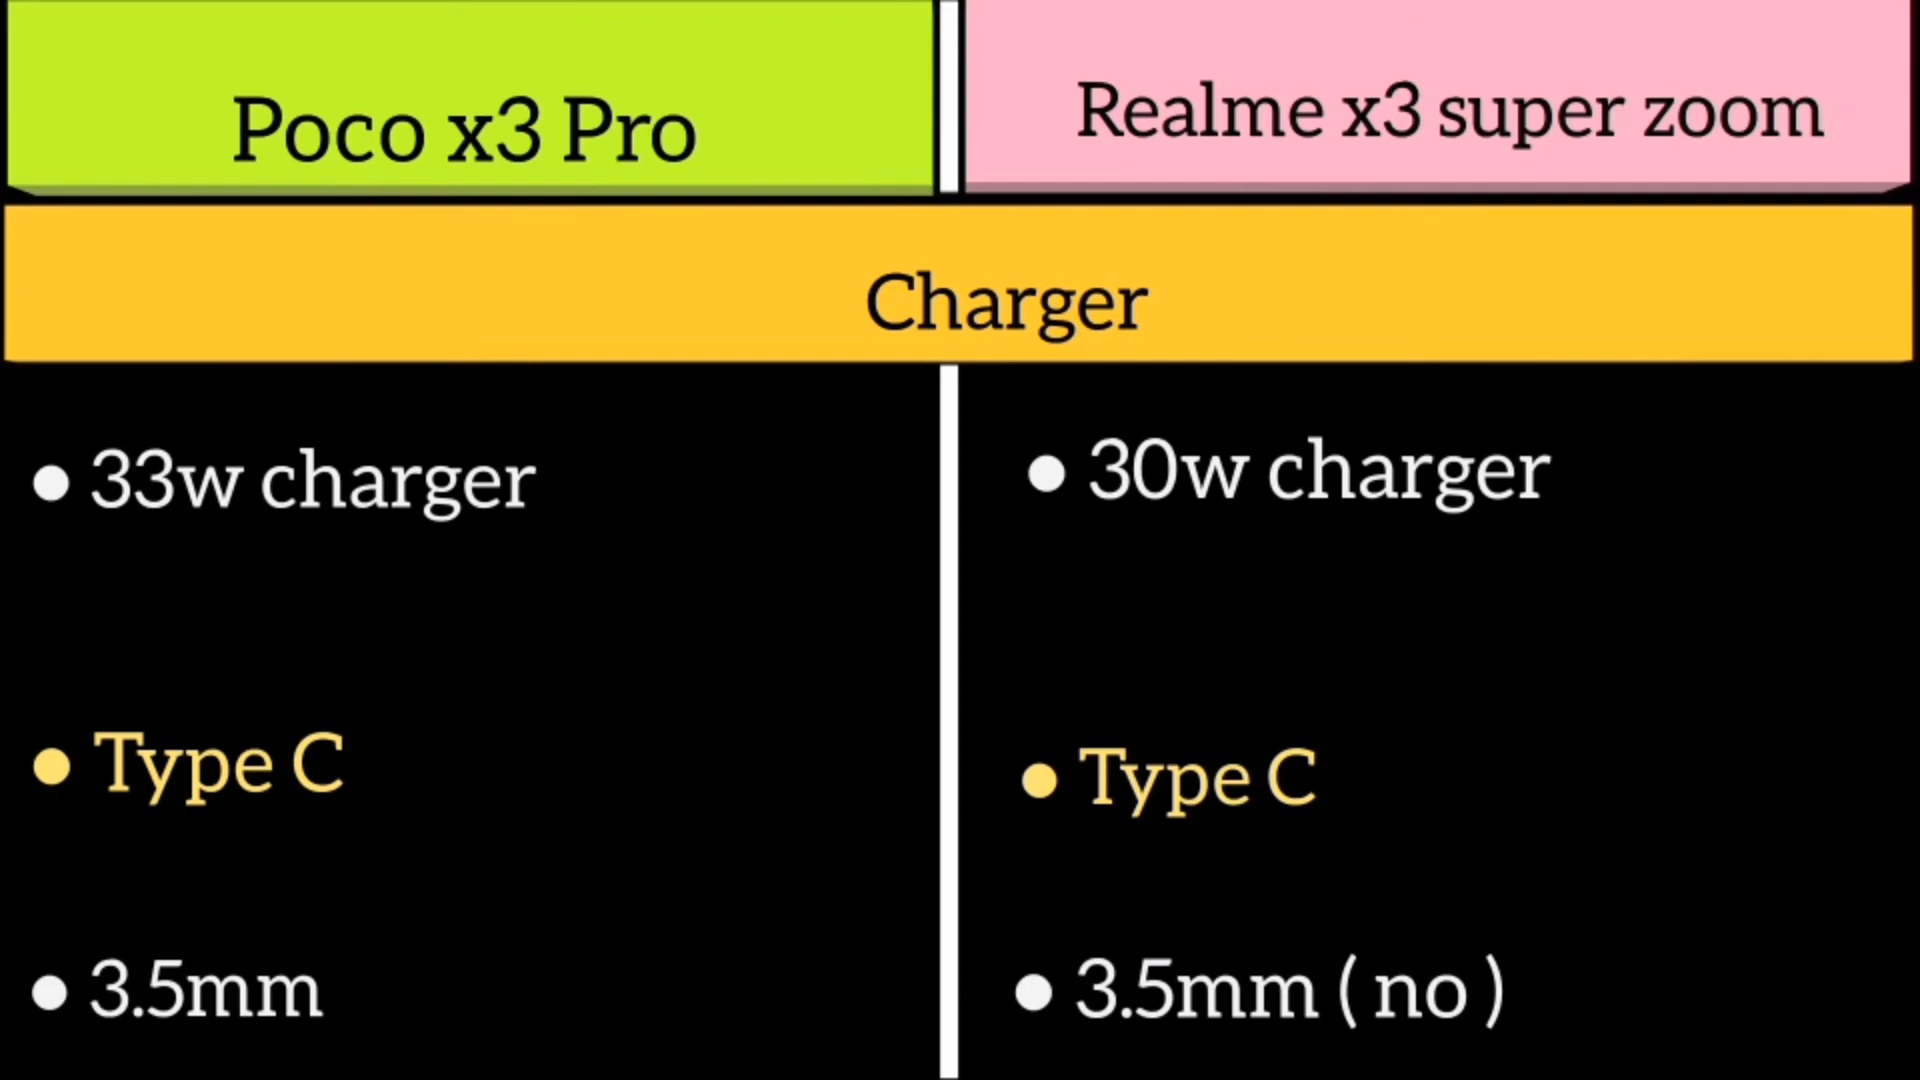 Poco x3 Pro
Realme x3 super zoom
Charger
• 33w charger
• 30w charger
• Type C
• Type C
• 3.5mm
• 3.5mm ( no )